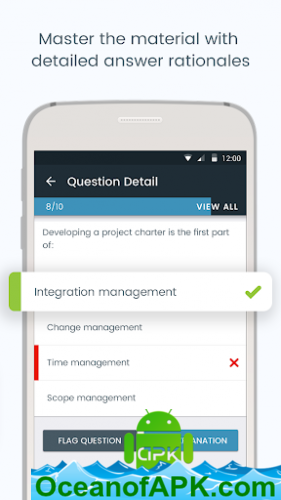 Master the material with
detailed answer rationales
12:00
Question Detail
8/10 VIEW ALL
Developing a project charter is the first part
of:
Integration management
Change management
Time management
Scope management
FLAG QUESTION
ANATION
APK
OceanofAPK.com